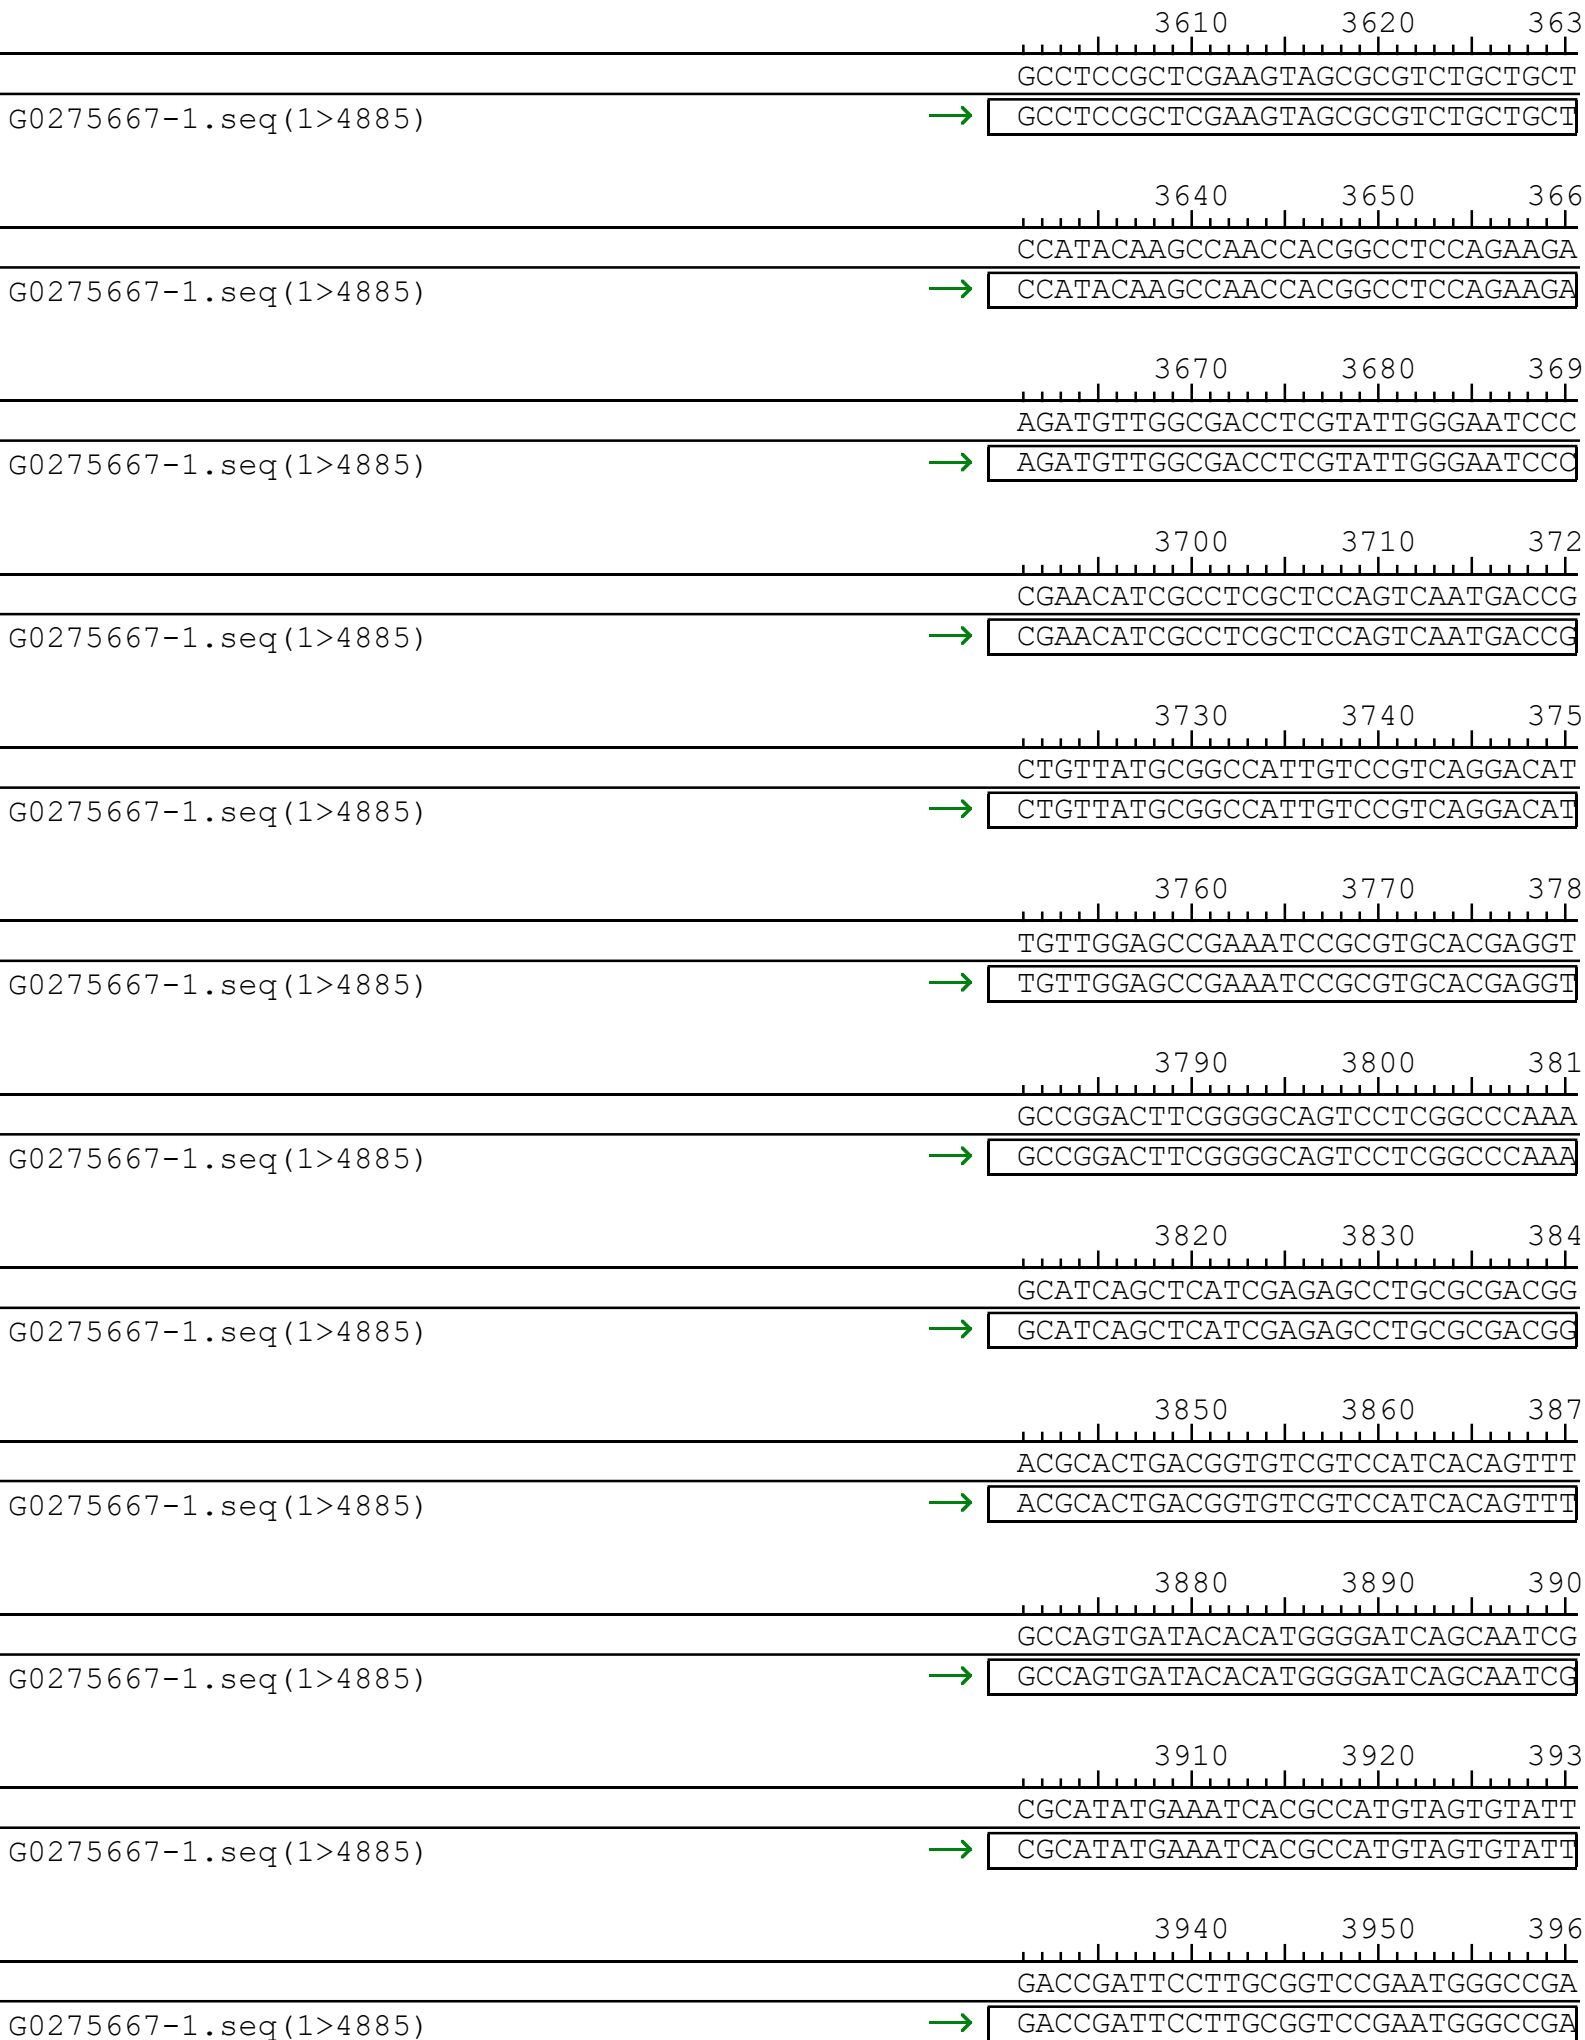 3610 3620 363
GCCTCCGCTCGAAGTAGCGCGTCTGCTGCT
G0275667-1.seq(1>4885) → GCCTCCGCTCGAAGTAGCGCGTCTGCTGCT
3640 3650 366
CCATACAAGCCAACCACGGCCTCCAGAAGA
G0275667-1.seq(1>4885) → CCATACAAGCCAACCACGGCCTCCAGAAGA
3670 3680 369
AGATGTTGGCGACCTCGTATTGGGAATCCC
G0275667-1.seq(1>4885) → AGATGTTGGCGACCTCGTATTGGGAATCCC
3700 3710 372
CGAACATCGCCTCGCTCCAGTCAATGACCG
G0275667-1.seq(1>4885) → CGAACATCGCCTCGCTCCAGTCAATGACCG
3730 3740 375
CTGTTATGCGGCCATTGTCCGTCAGGACAT
G0275667-1.seq(1>4885) → CTGTTATGCGGCCATTGTCCGTCAGGACAT
3760 3770 378
TGTTGGAGCCGAAATCCGCGTGCACGAGGT
G0275667-1.seq(1>4885) → TGTTGGAGCCGAAATCCGCGTGCACGAGGT
3790 3800 381
GCCGGACTTCGGGGCAGTCCTCGGCCCAAA
G0275667-1.seq(1>4885) → GCCGGACTTCGGGGCAGTCCTCGGCCCAAA
3820 3830 384
GCATCAGCTCATCGAGAGCCTGCGCGACGG
G0275667-1.seq(1>4885) → GCATCAGCTCATCGAGAGCCTGCGCGACGG
3850 3860 387
ACGCACTGACGGTGTCGTCCATCACAGTTT
G0275667-1.seq(1>4885) → ACGCACTGACGGTGTCGTCCATCACAGTTT
3880 3890 390
GCCAGTGATACACATGGGGATCAGCAATCG
G0275667-1.seq(1>4885) → GCCAGTGATACACATGGGGATCAGCAATCG
3910 3920 393
CGCATATGAAATCACGCCATGTAGTGTATT
G0275667-1.seq(1>4885) → CGCATATGAAATCACGCCATGTAGTGTATT
3940 3950 396
GACCGATTCCTTGCGGTCCGAATGGGCCGA
G0275667-1.seq(1>4885) → GACCGATTCCTTGCGGTCCGAATGGGCCGA